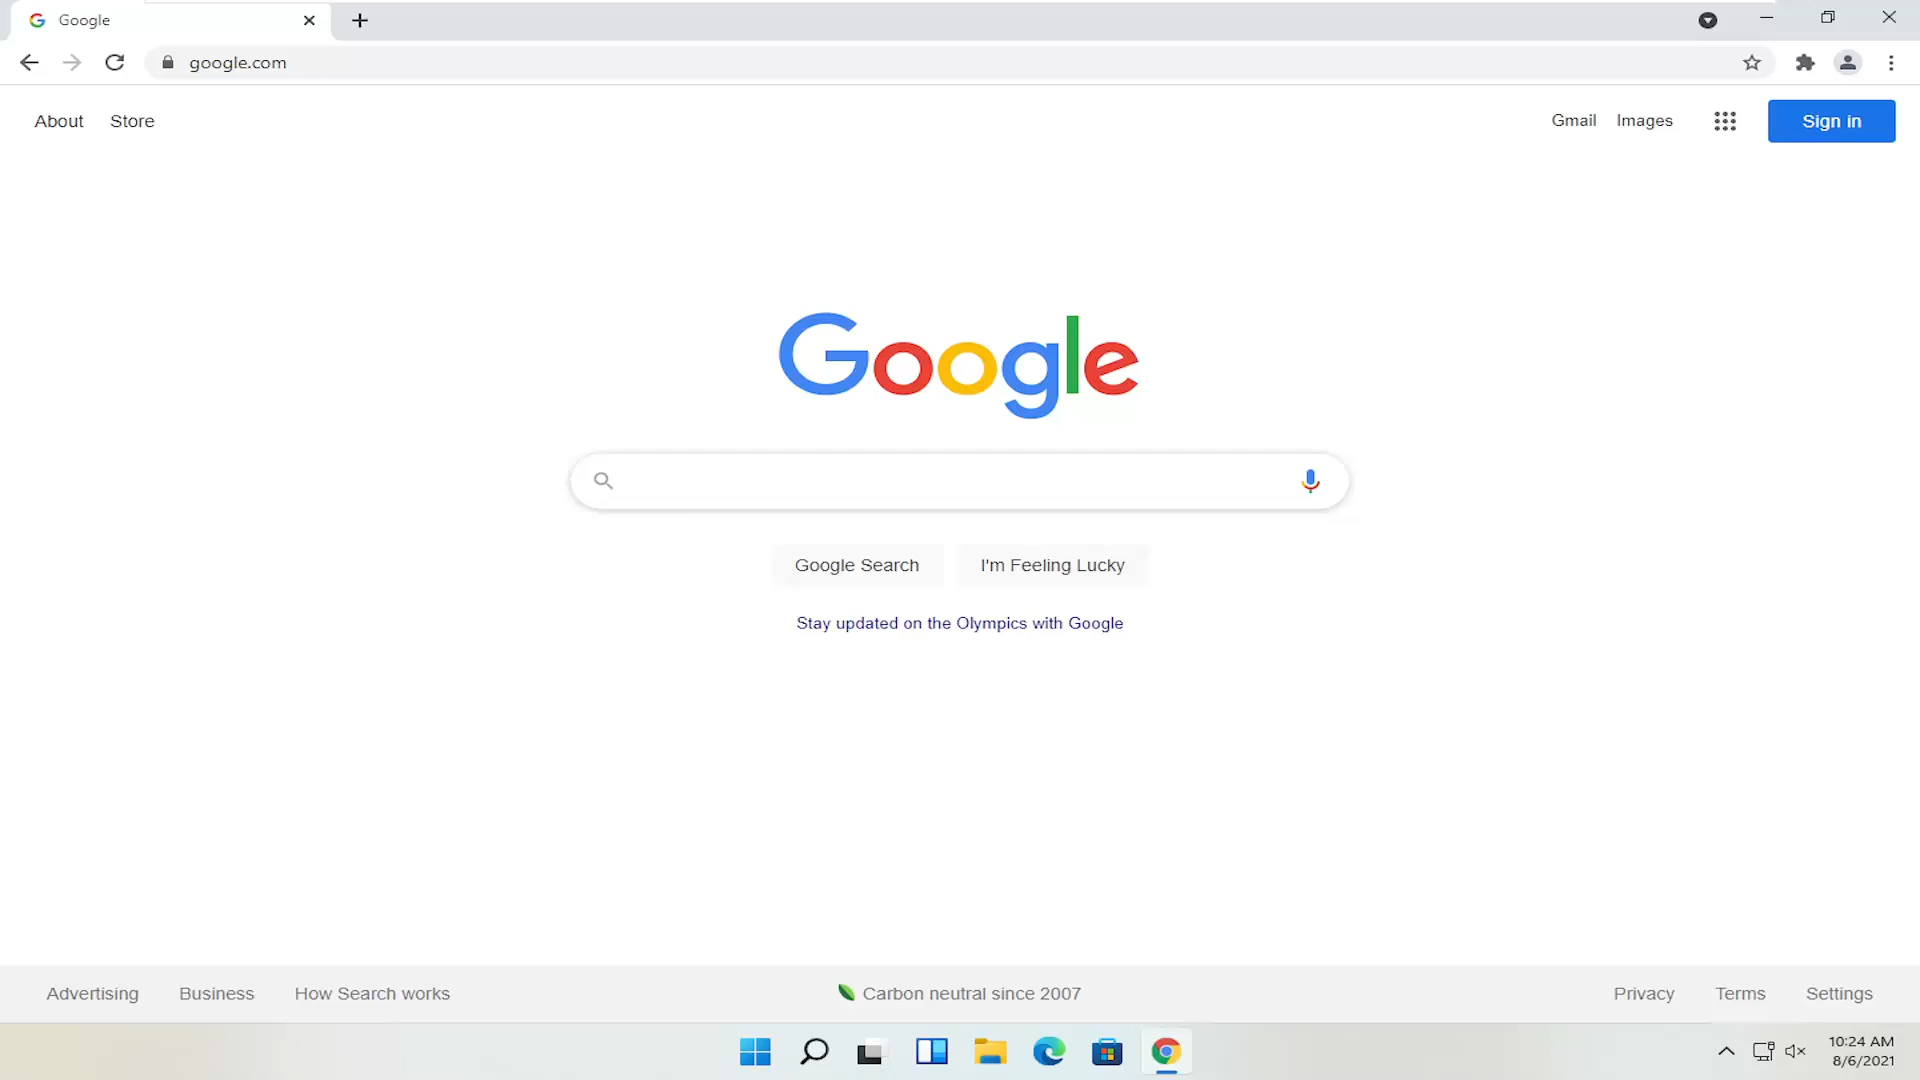 Google
google.com
About Store Gmail Images Sign in
Google
Google Search I'm Feeling Lucky
Stay updated on the Olympics with Google
Advertising Business How Search works Carbon neutral since 2007 Privacy Terms Settings
10:24 AM
8/6/2021